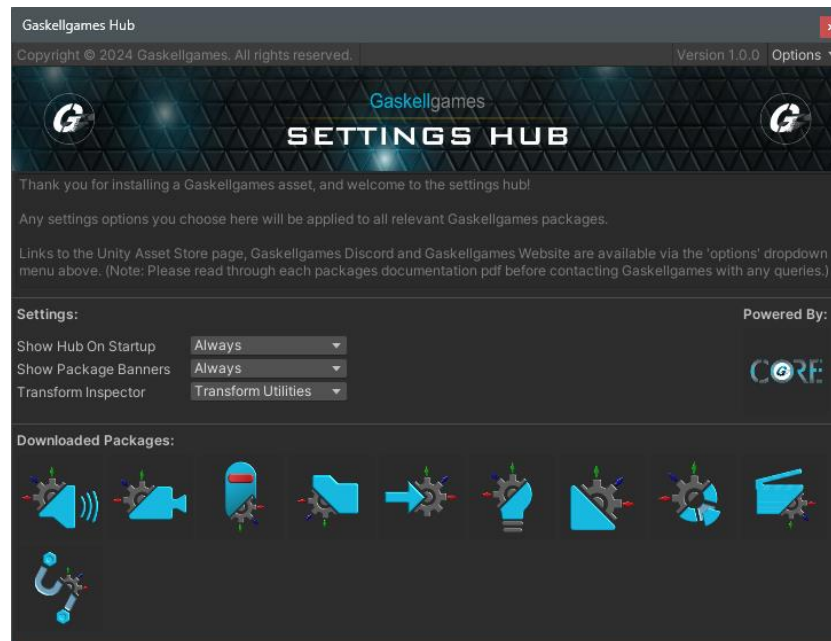 Gaskellgames Hub
Copyright © 2024 Gaskellgames. All rights reserved.
Version 1.0.0 Options
Gaskellgames
SETTINGS HUB
Thank you for installing a Gaskellgames asset, and welcome to the settings hub!
Any settings options you choose here will be applied to all relevant Gaskellgames packages.
Links to the Unity Asset Store page, Gaskellgames Discord and Gaskellgames Website are available via the 'options' dropdown
menu above. (Note: Please read through each packages documentation pdf before contacting Gaskellgames with any queries.)
Settings:
Powered By:
Show Hub On Startup Always
Show Package Banners Always
Transform Inspector Transform Utilities
CORE
Downloaded Packages: